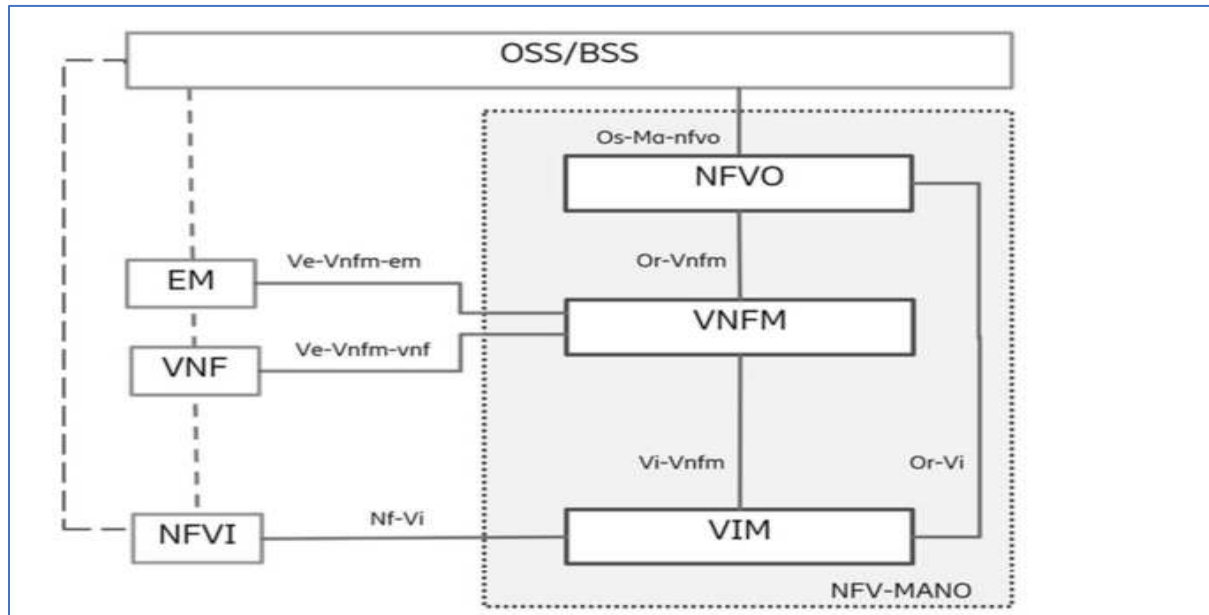 OSS/BSS
Os-Ma-nfvo
NFVO
Ve-Vnfm-em
Or-Vnfm
EM
VNFM
Ve-Vnfm-vnf
VNF
Vi-Vnfm
Or-Vi
Nf-Vi
NFVI
VIM
NFV-MANO